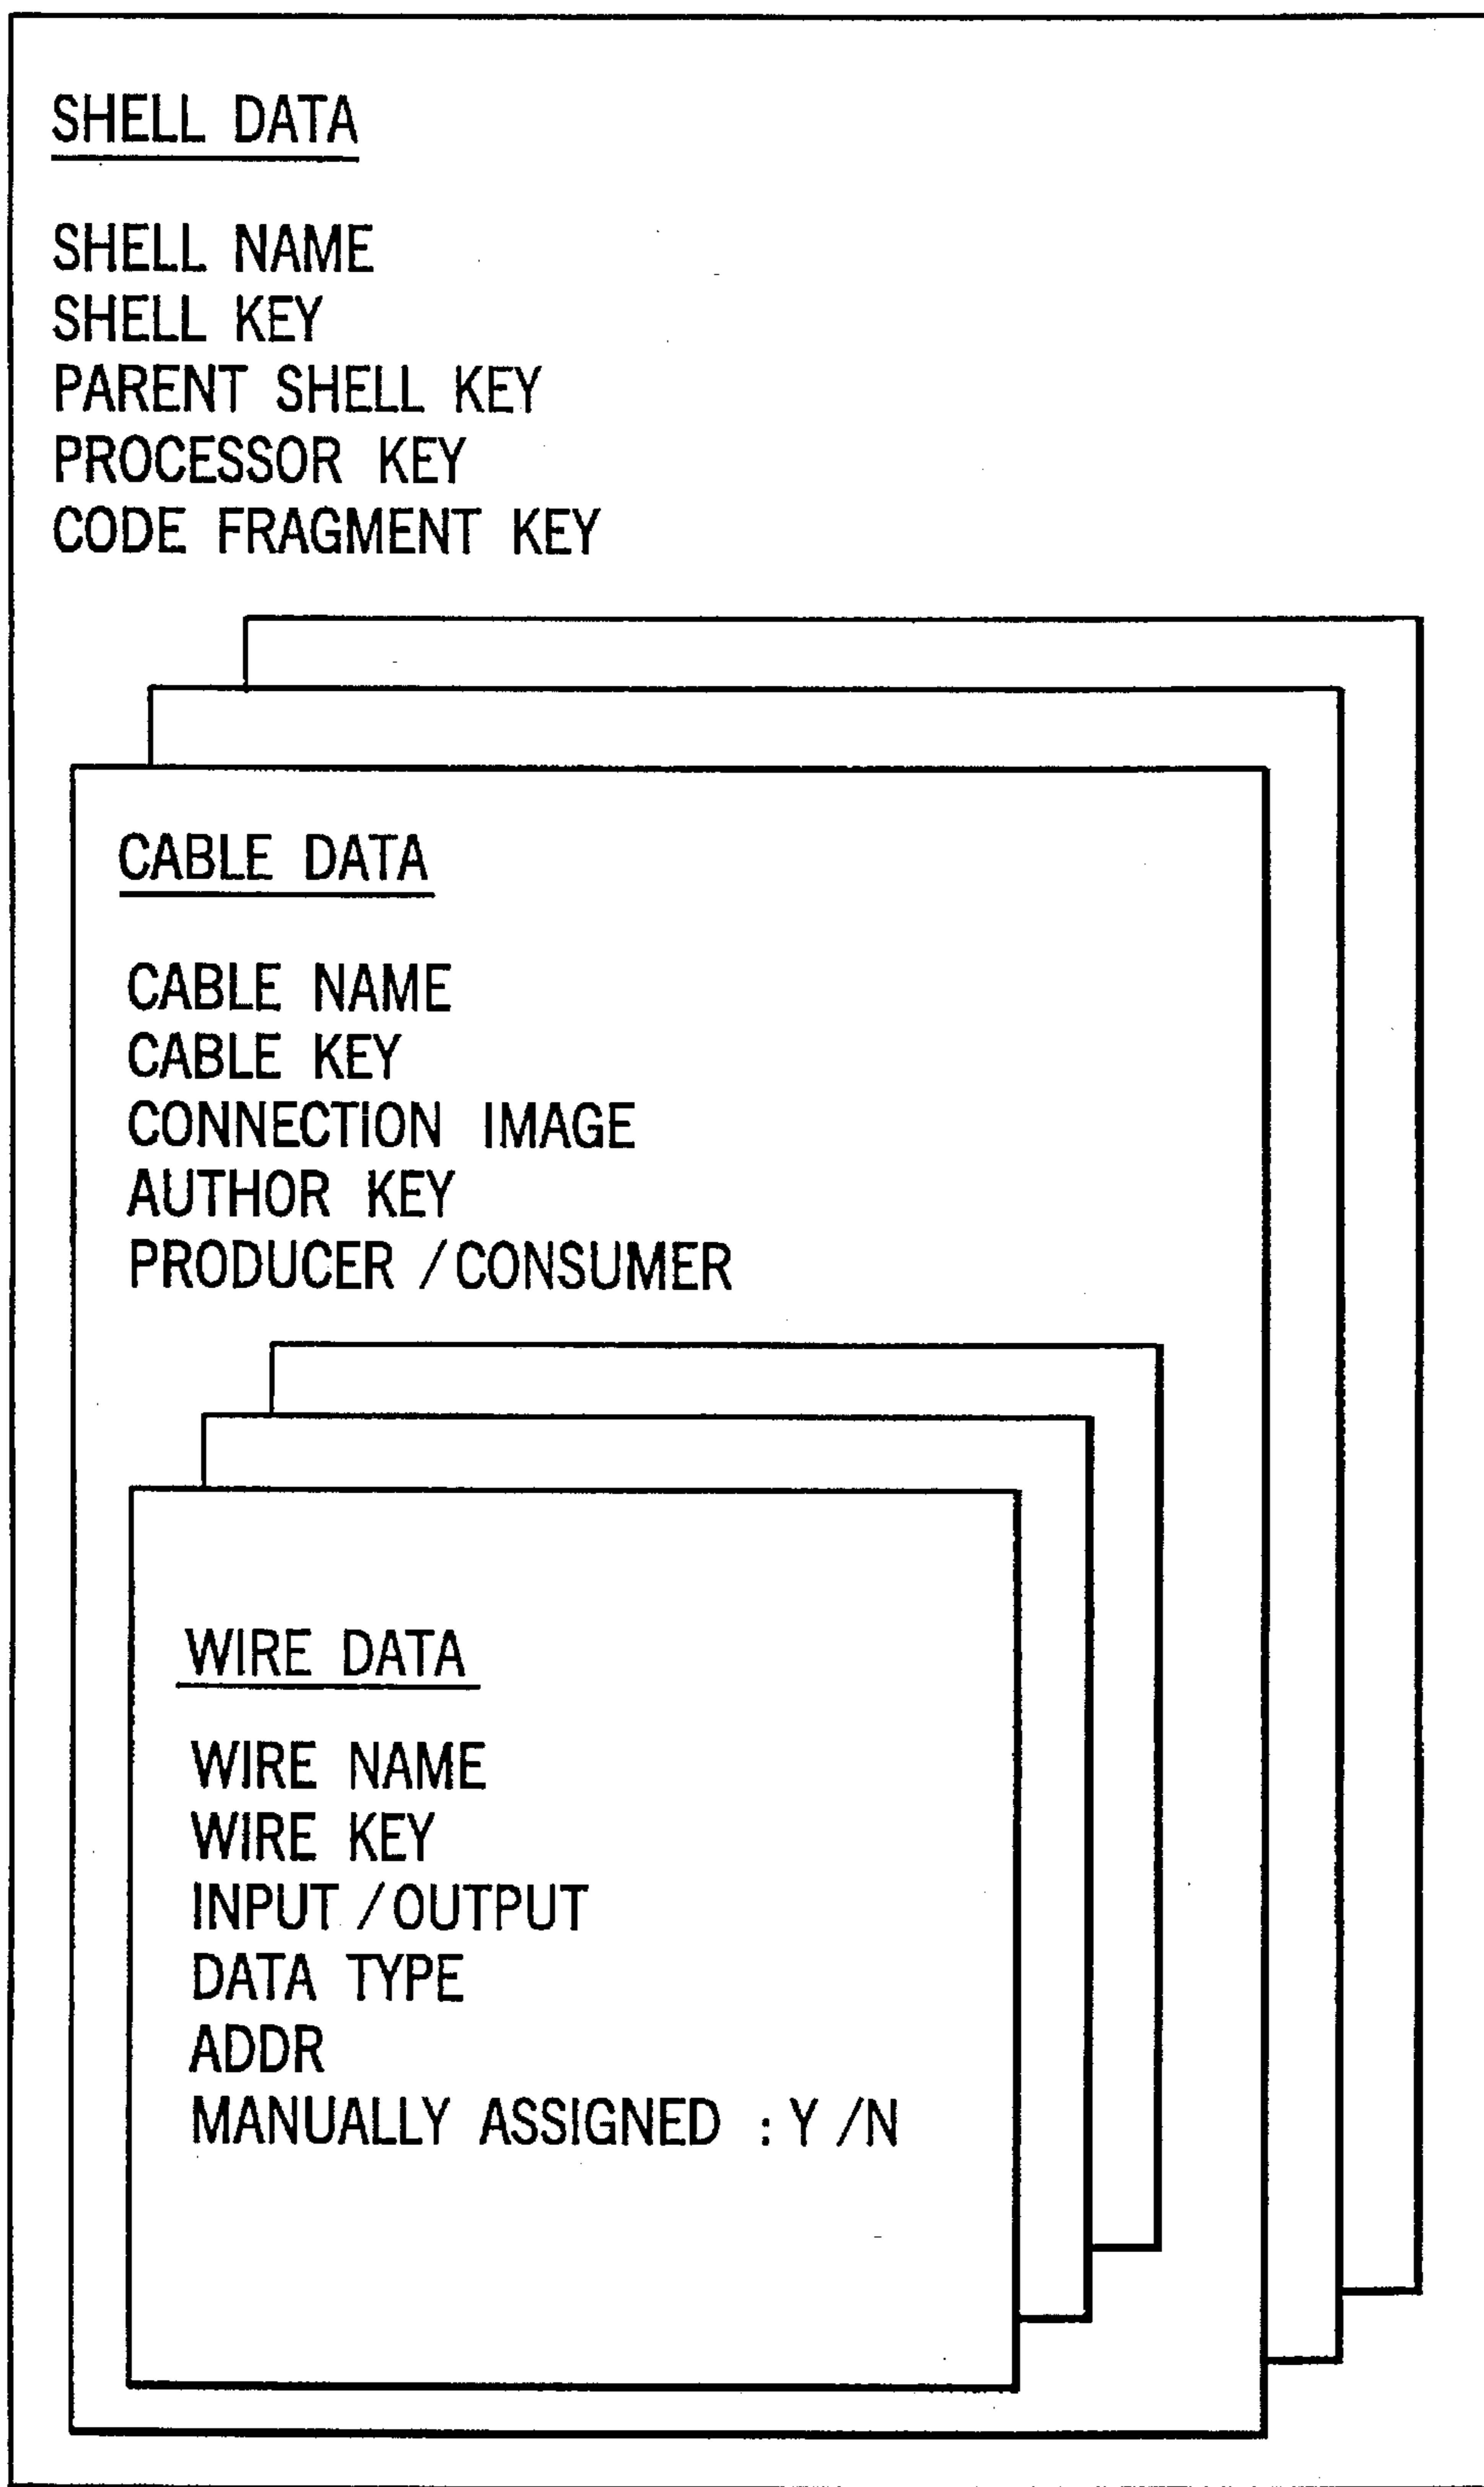 SHELL DATA
SHELL NAME
SHELL KEY
PARENT SHELL KEY
PROCESSOR KEY
CODE FRAGMENT KEY
CABLE DATA
CABLE NAME
CABLE KEY
CONNECTION IMAGE
AUTHOR KEY
PRODUCER /CONSUMER
WIRE DATA
WIRE NAME
WIRE KEY
INPUT /OUTPUT
DATA TYPE
ADDR
MANUALLY ASSIGNED : Y /N